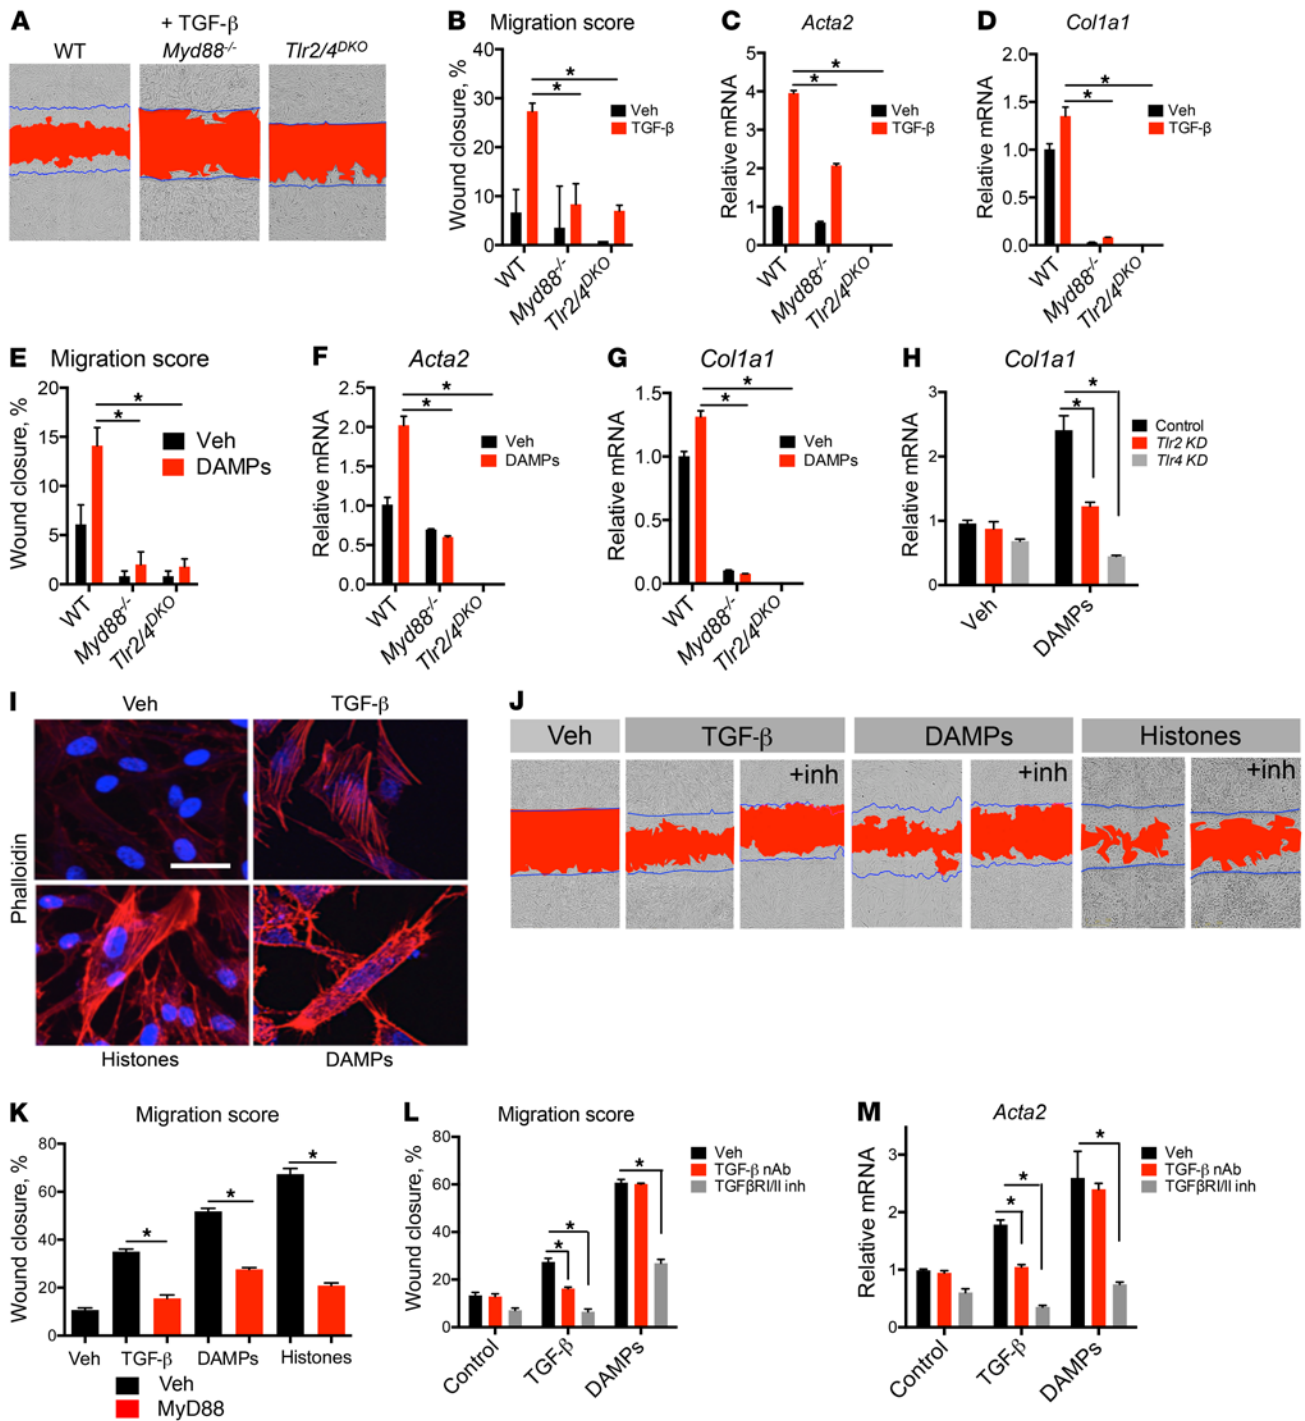 A
+ TGF-β
WT
Myd88-/-
Tlr2/4DKO
B
Migration score
Wound closure, %
40
30
20
10
0
Veh
TGF-β
WT
Myd88-/-
Tlr2/4DKO
*
*
C
Acta2
Relative mRNA
5
4
3
2
1
0
Veh
TGF-β
WT
Myd88-/-
Tlr2/4DKO
*
*
D
Col1a1
Relative mRNA
2.0
1.5
1.0
0.5
0.0
Veh
TGF-β
WT
Myd88-/-
Tlr2/4DKO
*
*
E
Migration score
Wound closure, %
20
15
10
5
0
Veh
DAMPs
WT
Myd88-/-
Tlr2/4DKO
*
*
F
Acta2
Relative mRNA
2.5
2.0
1.5
1.0
0.5
0.0
Veh
DAMPs
WT
Myd88-/-
Tlr2/4DKO
*
*
G
Col1a1
Relative mRNA
1.5
1.0
0.5
0.0
Veh
DAMPs
WT
Myd88-/-
Tlr2/4DKO
*
*
H
Col1a1
Relative mRNA
3
2
1
0
Control
Tlr2 KD
Tlr4 KD
Veh
DAMPs
*
*
I
Veh
TGF-β
Phalloidin
Histones
DAMPs
J
Veh
TGF-β
DAMPs
Histones
+inh
+inh
+inh
K
Migration score
Wound closure, %
80
60
40
20
0
*
*
*
Veh
TGF-β
DAMPs
Histones
Veh
MyD88
L
Migration score
Wound closure, %
80
60
40
20
0
Veh
TGF-β nAb
TGFβRI/II inh
*
*
*
Control
TGF-β
DAMPs
M
Acta2
Relative mRNA
3
2
1
0
Veh
TGF-β nAb
TGFβRI/II inh
*
*
*
Control
TGF-β
DAMPs